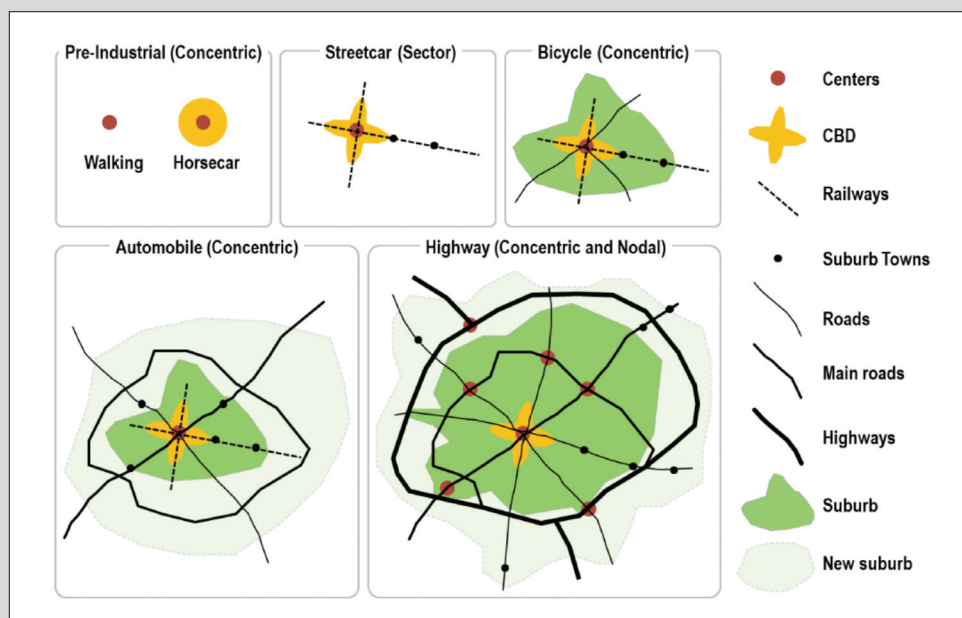 Pre-Industrial (Concentric)
Walking
Horsecar
Streetcar (Sector)
Bicycle (Concentric)
Automobile (Concentric)
Highway (Concentric and Nodal)
Centers
CBD
Railways
Suburb Towns
Roads
Main roads
Highways
Suburb
New suburb